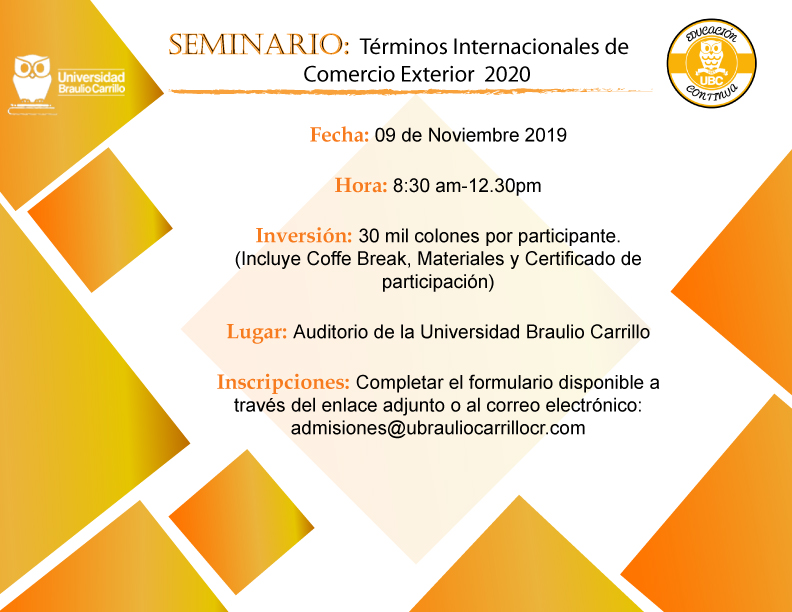 SEMINARIO: Términos Internacionales de
Comercio Exterior 2020
Universidad
Braulio Carrillo
EDUCACIÓN
UBC
CONTINUA
Fecha: 09 de Noviembre 2019
Hora: 8:30 am-12.30pm
Inversión: 30 mil colones por participante.
(Incluye Coffe Break, Materiales y Certificado de
participación)
Lugar: Auditorio de la Universidad Braulio Carrillo
Inscripciones: Completar el formulario disponible a
través del enlace adjunto o al correo electrónico:
admisiones@ubrauliocarrillocr.com